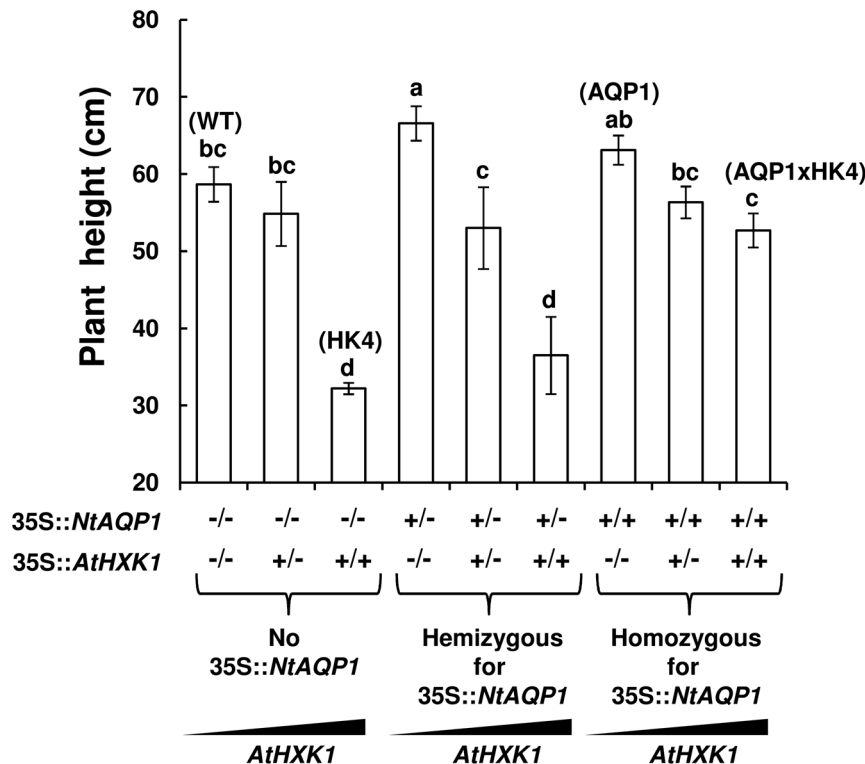 Plant height (cm)
80
70
60
50
40
30
20
(WT)
bc
bc
(HK4)
d
a
c
d
(AQP1)
ab
bc
(AQP1xHK4)
c
35S::NtAQP1 -/- -/- -/- +/- +/- +/- +/+ +/+ +/+
35S::AtHXK1 -/- +/- +/+ -/- +/- +/+ -/- +/- +/+
No
35S::NtAQP1
Hemizygous
for
35S::NtAQP1
Homozygous
for
35S::NtAQP1
AtHXK1
AtHXK1
AtHXK1